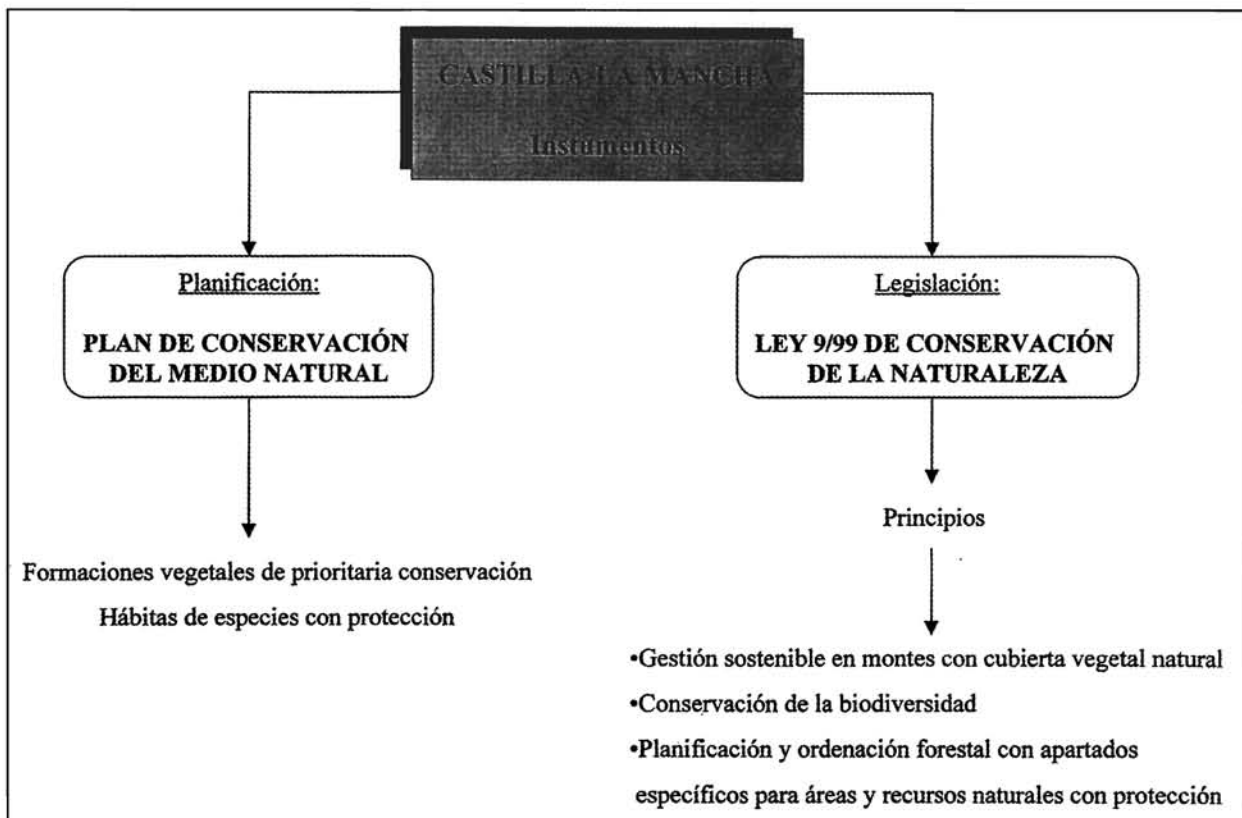 CASTILLA-LA MANCHA
Instumentos
Planificación:
PLAN DE CONSERVACIÓN
DEL MEDIO NATURAL
Formaciones vegetales de prioritaria conservación
Hábitas de especies con protección
Legislación:
LEY 9/99 DE CONSERVACIÓN
DE LA NATURALEZA
Principios
•Gestión sostenible en montes con cubierta vegetal natural
•Conservación de la biodiversidad
•Planificación y ordenación forestal con apartados
específicos para áreas y recursos naturales con protección